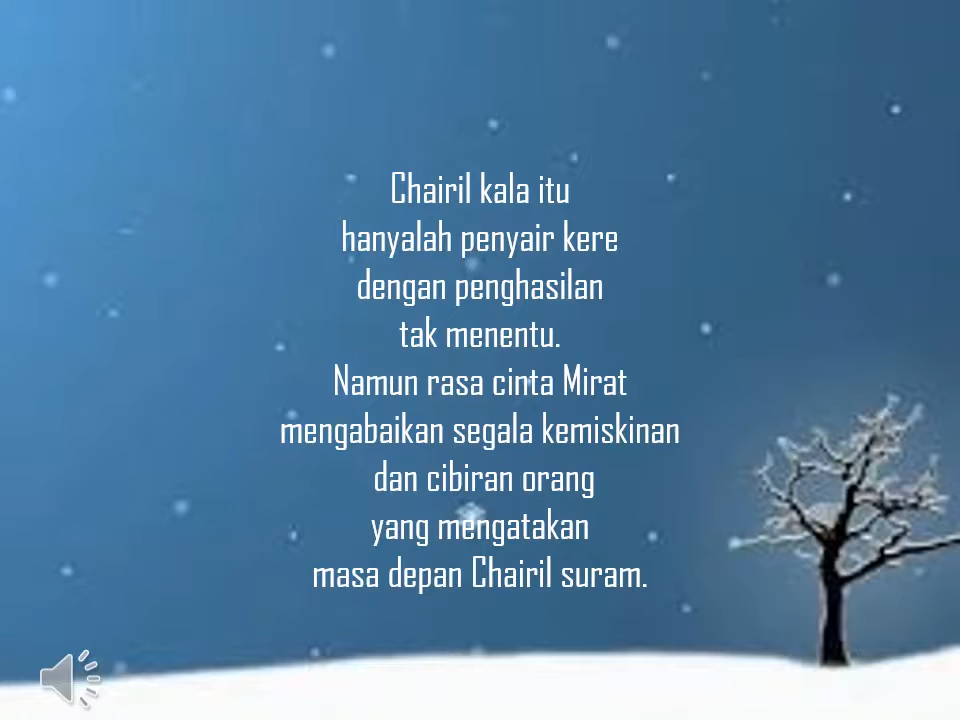 Chairil kala itu
hanyalah penyair kere
dengan penghasilan
tak menentu.
Namun rasa cinta Mirat
mengabaikan segala kemiskinan
dan cibiran orang
yang mengatakan
masa depan Chairil suram.